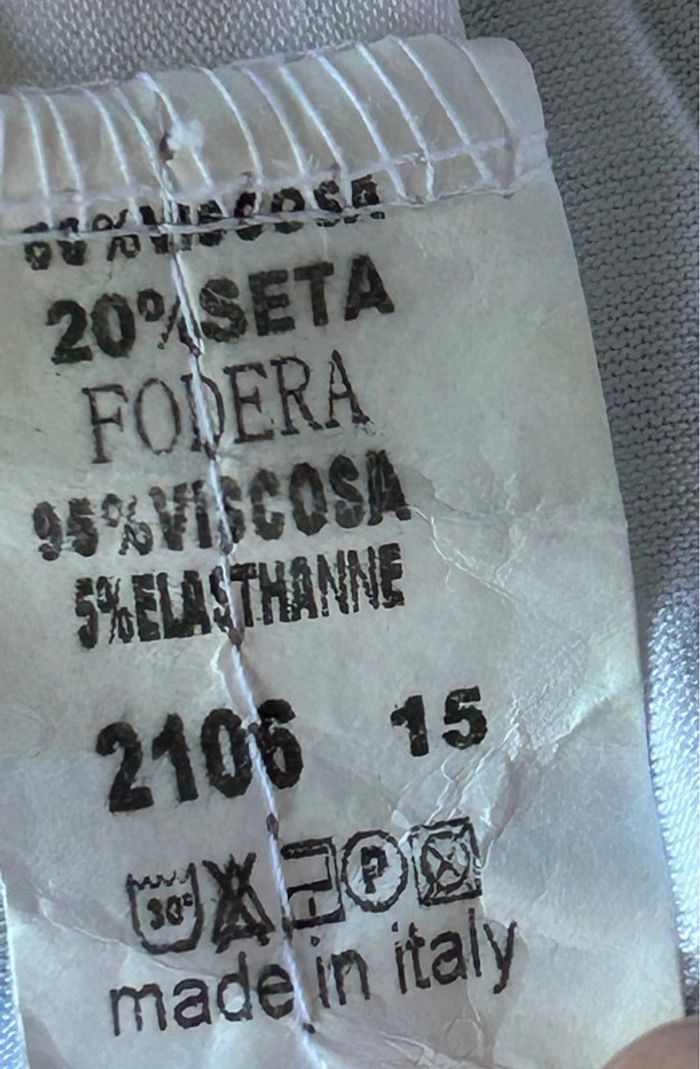 %VISCOSA
20%SETA
FODERA
95%VISCOSA
5%ELASTHANNE
2106 15
30° P
made in italy